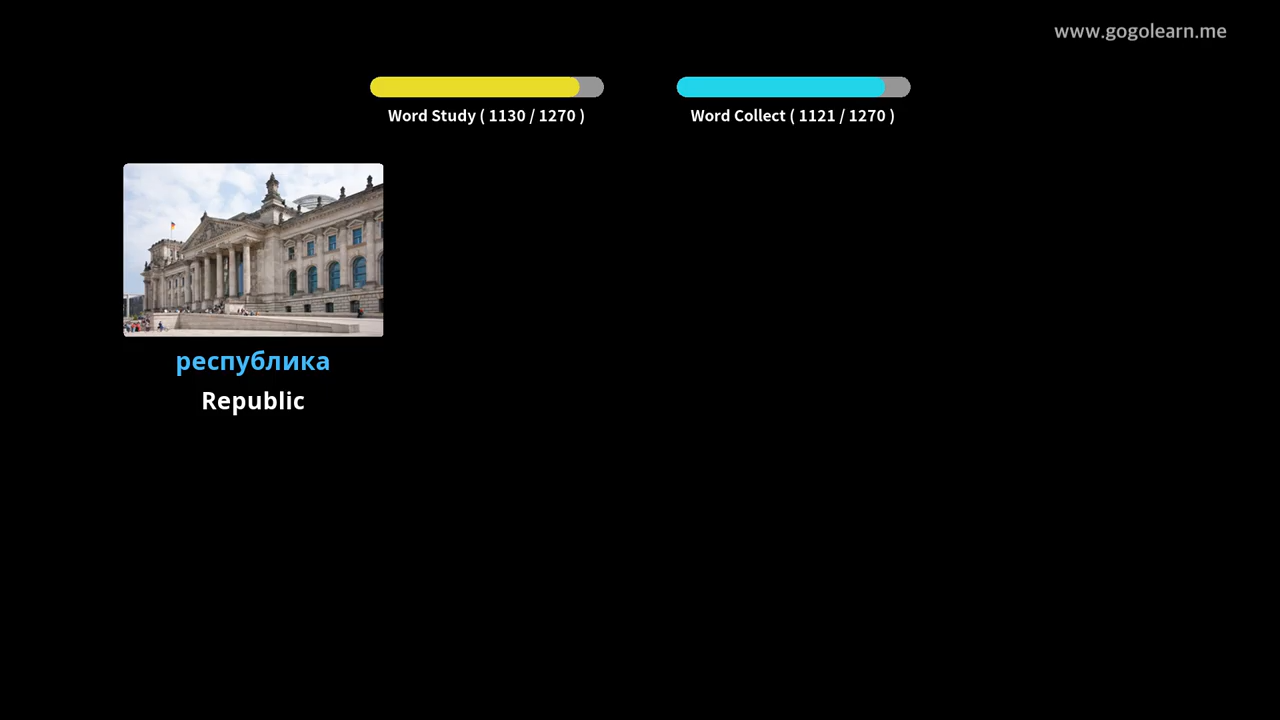 www.gogolearn.me
Word Study ( 1130 / 1270 )
Word Collect ( 1121 / 1270 )
республика
Republic